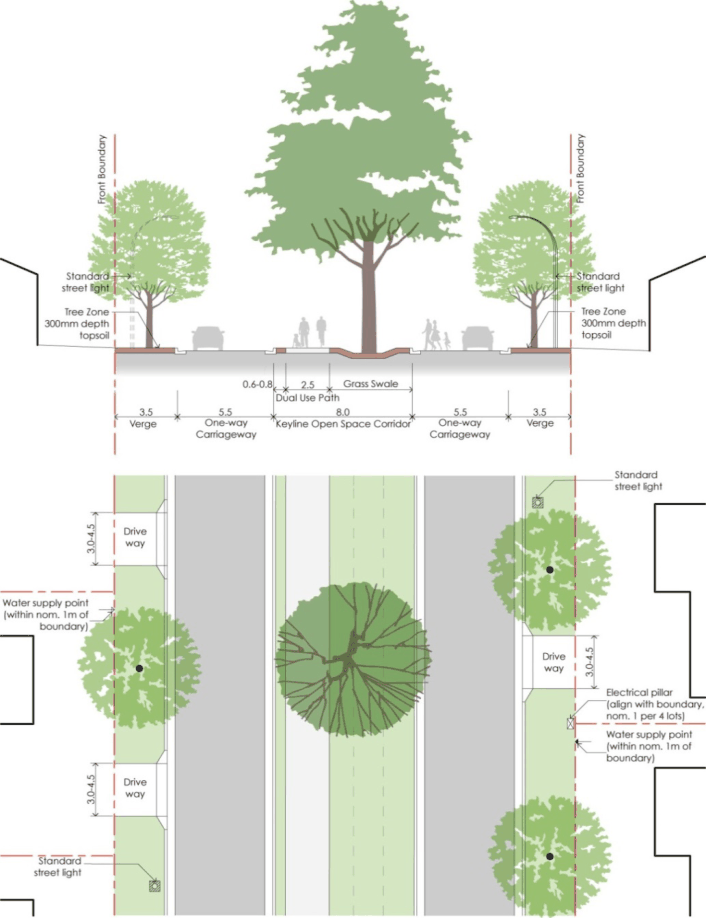 Front Boundary
Front Boundary
Standard
street light
Tree Zone
300mm depth
topsoil
Standard
street light
Tree Zone
300mm depth
topsoil
0.6-0.8
2.5
Grass Swale
Dual Use Path
3.5
5.5
8.0
5.5
3.5
Verge
One-way
Carriageway
Keyline Open Space Corridor
One-way
Carriageway
Verge
Standard
street light
3.0-4.5
Drive
way
Water supply point
(within nom. 1m of
boundary)
Drive
way
3.0-4.5
Electrical pillar
(align with boundary,
nom. 1 per 4 lots)
Water supply point
(within nom. 1m of
boundary)
3.0-4.5
Drive
way
Standard
street light